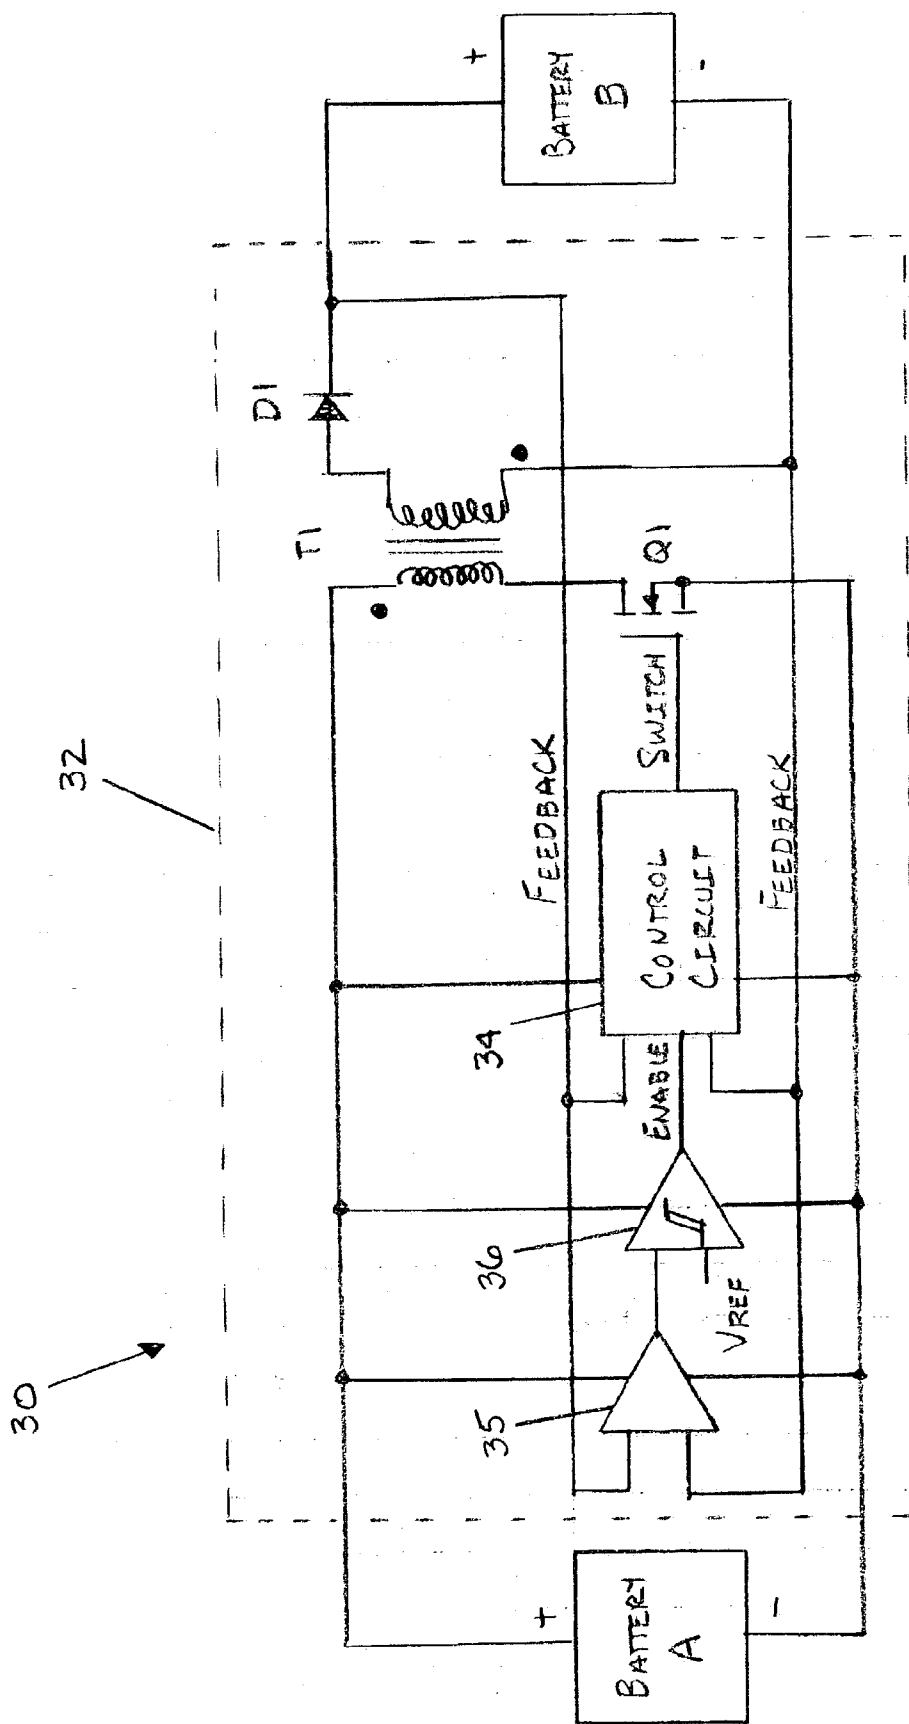 30
32
T1
D1
+
BATTERY
A
-
35
36
VREF
ENABLE
34
CONTROL
CIRCUIT
FEEDBACK
SWITCH
Q1
FEEDBACK
+
BATTERY
B
-